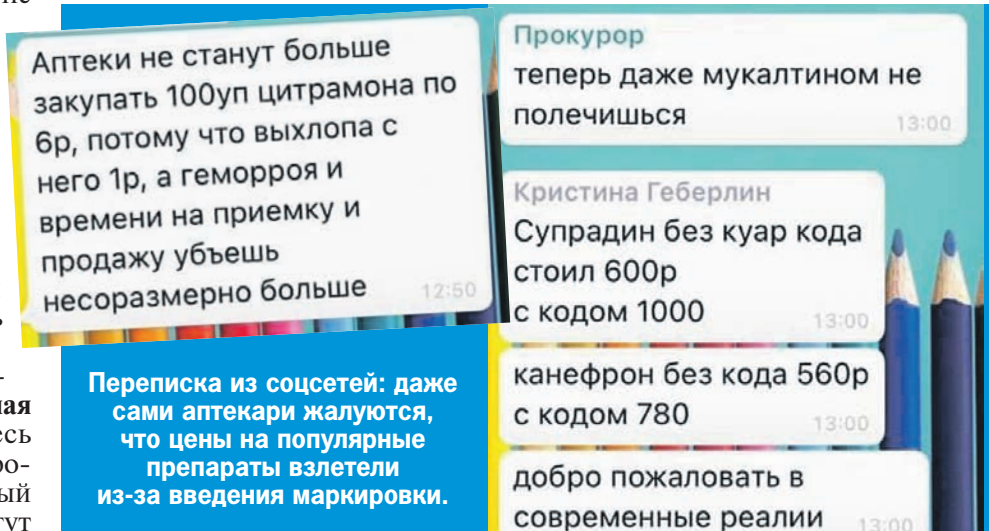 Аптеки не станут больше
закупать 100уп цитрамона по
6р, потому что выхлопа с
него 1р, а геморроя и
времени на приемку и
продажу убъешь
несоразмерно больше 12:50
Прокурор
теперь даже мукалтином не
полечишься 13:00
Кристина Геберлин
Супрадин без куар кода
стоил 600р
с кодом 1000 13:00
канефрон без кода 560р
с кодом 780 13:00
добро пожаловать в
современные реалии 13:00
Переписка из соцсетей: даже
сами аптекари жалуются,
что цены на популярные
препараты взлетели
из-за введения маркировки.